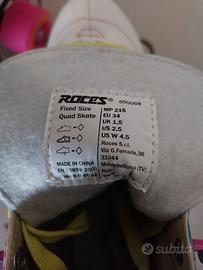 ROCES® 550059
Fixed Size MP 215
Quad Skate EU 34
UK 1,5
US 2,5
US W 4,5
Roces S.r.l.
Via G.Ferraris,36
31044
Montebelluna (TV)
MADE IN CHINA Italy
subito